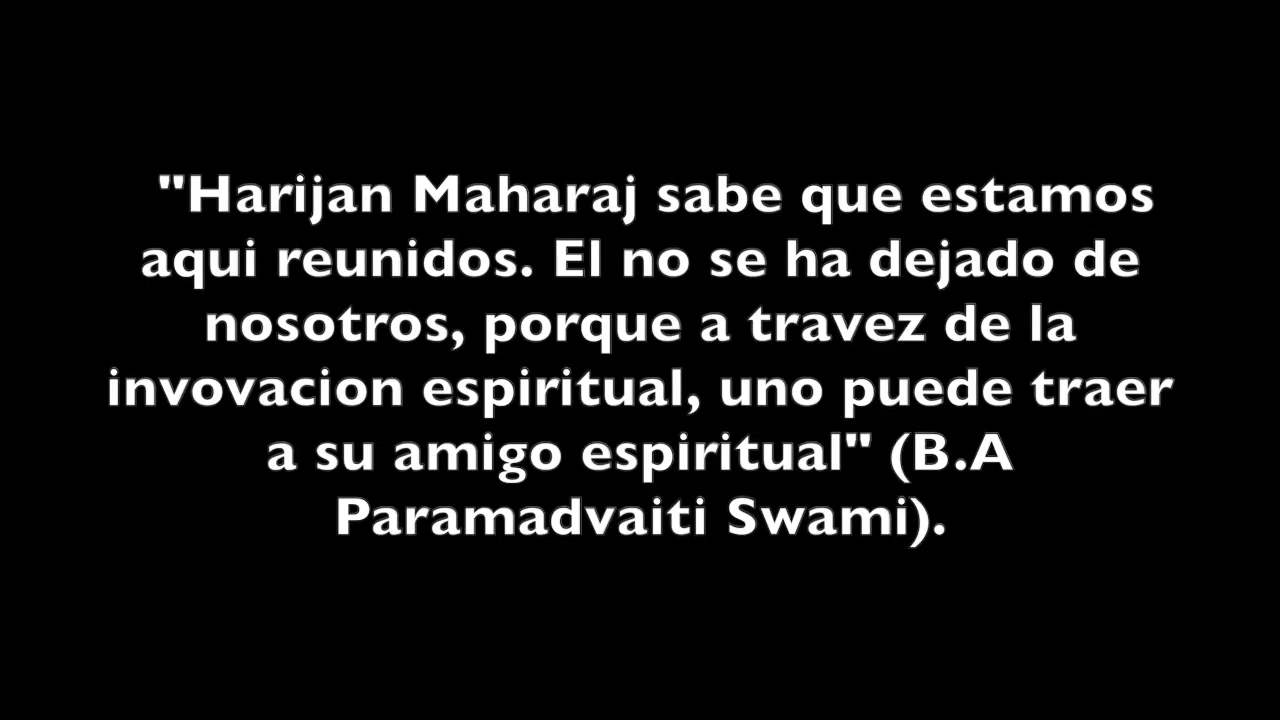 "Harijan Maharaj sabe que estamos
aqui reunidos. El no se ha dejado de
nosotros, porque a travez de la
invovacion espiritual, uno puede traer
a su amigo espiritual" (B.A
Paramadvaiti Swami).